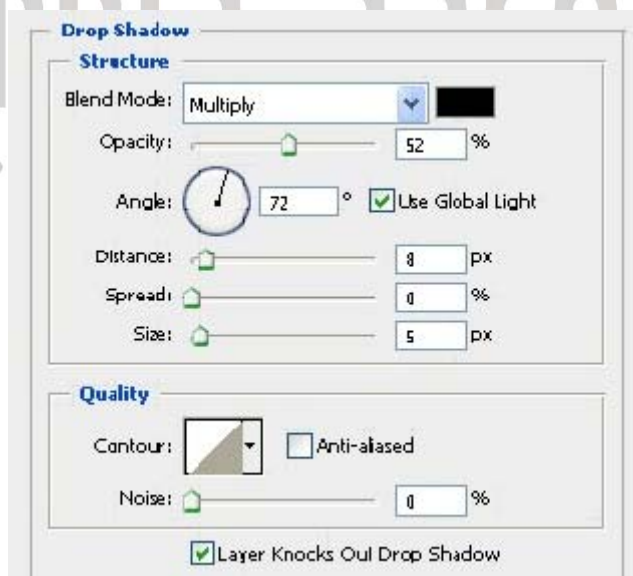 Drop Shadow
Structure
Blend Mode: Multiply
Opacity: 52 %
Angle: 72 ° Use Global Light
Distance: 8 px
Spread: 0 %
Size: 5 px
Quality
Contour: Anti-aliased
Noise: 0 %
Layer Knocks Out Drop Shadow